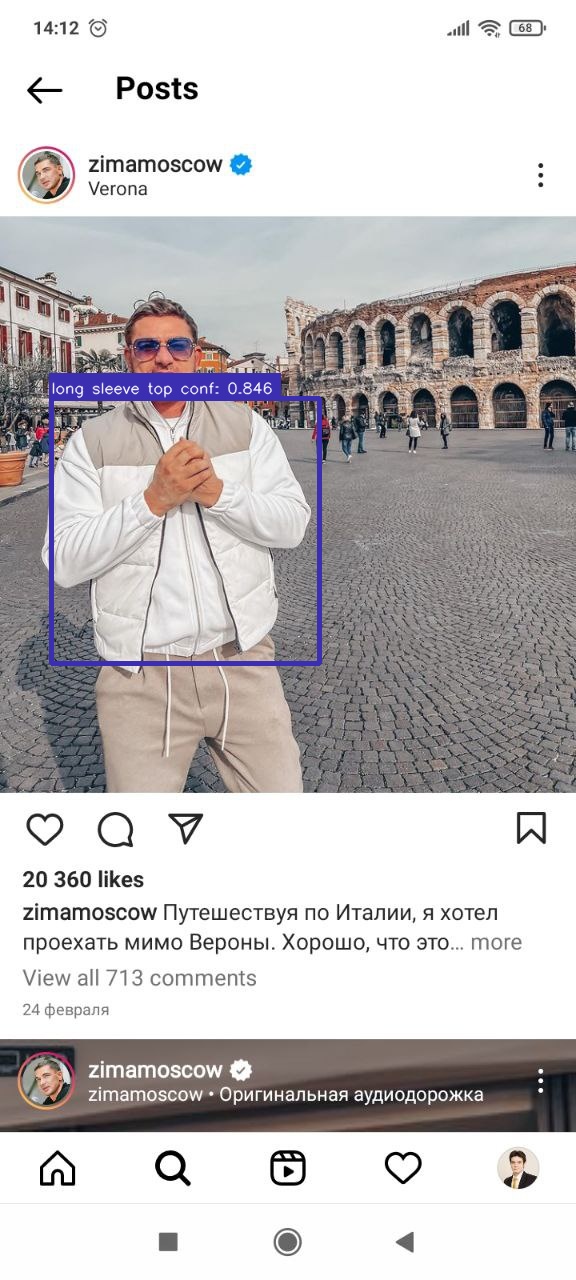 14:12
68
Posts
zimamoscow
Verona
long sleeve top conf: 0.846
20 360 likes
zimamoscow Путешествуя по Италии, я хотел
проехать мимо Вероны. Хорошо, что это... more
View all 713 comments
24 февраля
zimamoscow
zimamoscow • Оригинальная аудиодорожка